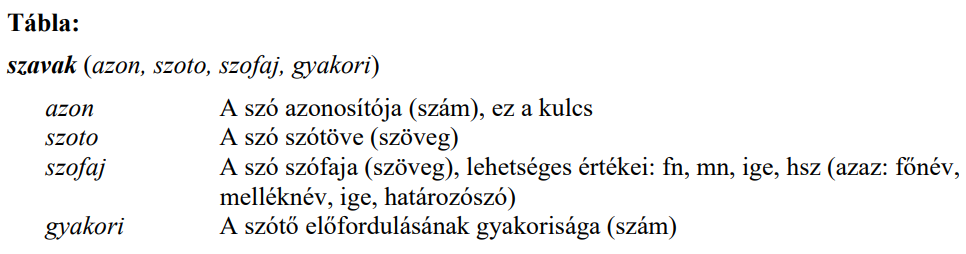 Tábla:
szavak (azon, szoto, szofaj, gyakori)
azon A szó azonosítója (szám), ez a kulcs
szoto A szó szótöve (szöveg)
szofaj A szó szófaja (szöveg), lehetséges értékei: fn, mn, ige, hsz (azaz: főnév,
melléknév, ige, határozószó)
gyakori A szótő előfordulásának gyakorisága (szám)